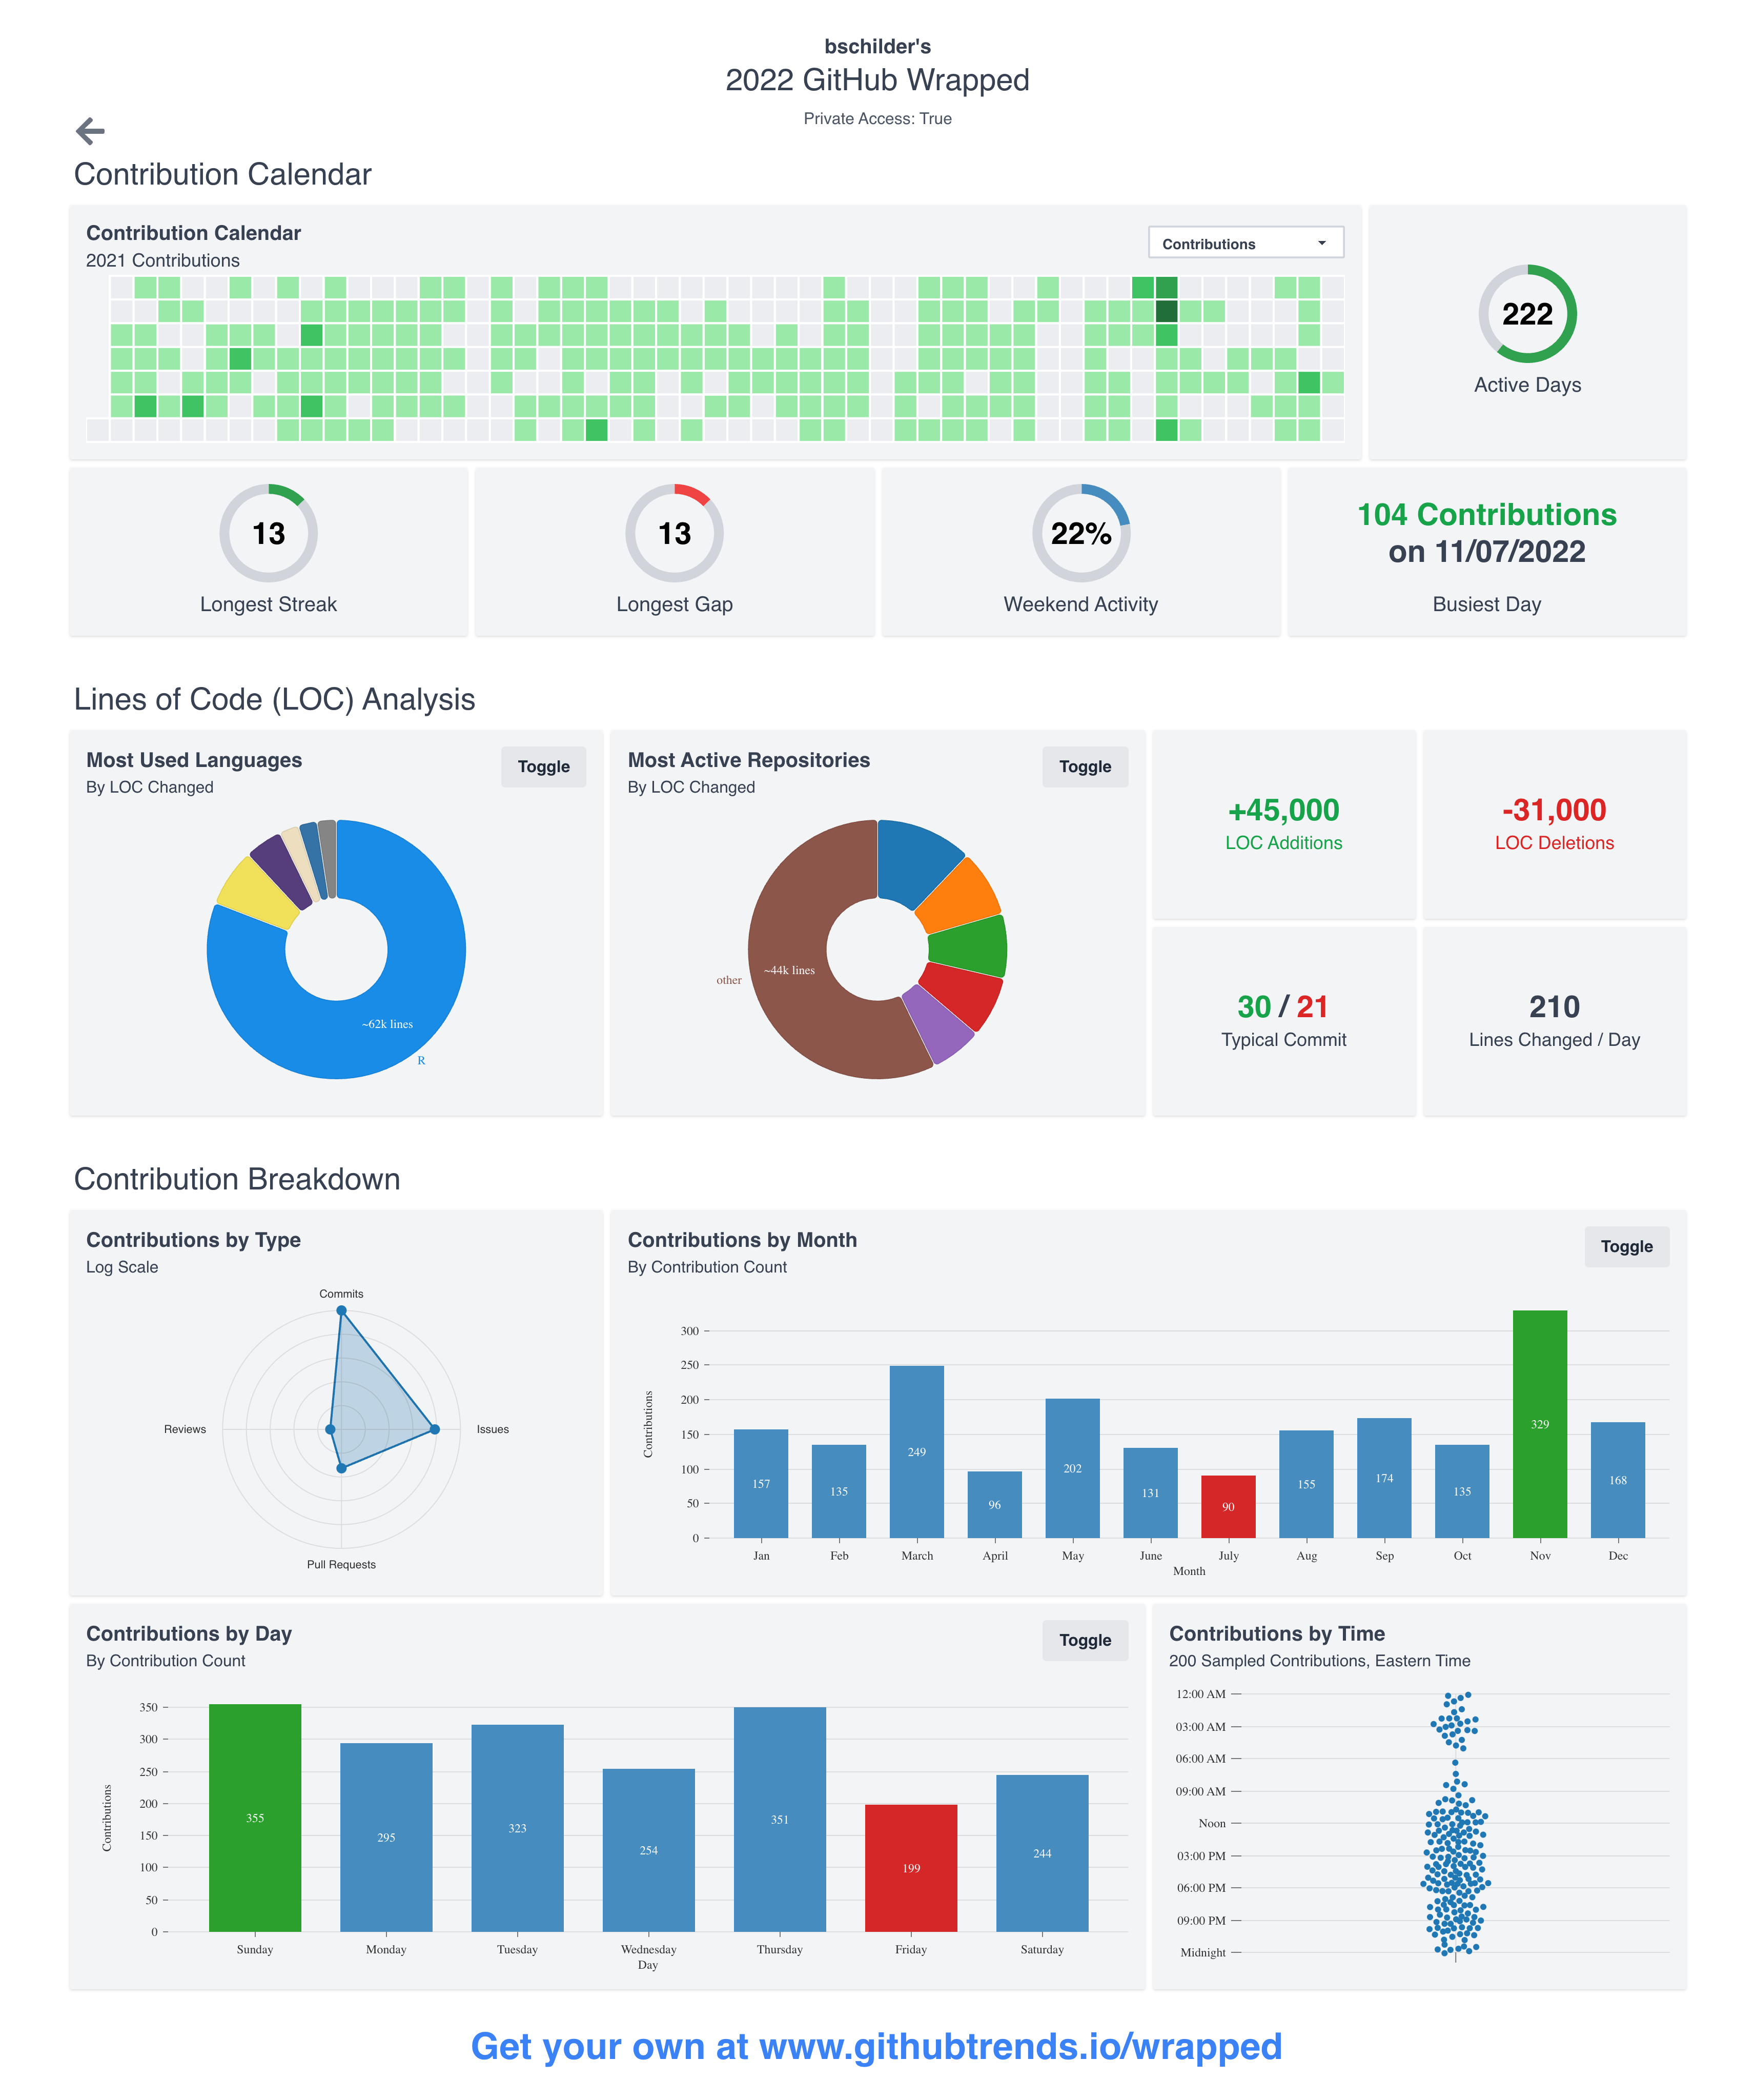 bschilder's
2022 GitHub Wrapped
Private Access: True
Contribution Calendar
Contribution Calendar
2021 Contributions
Contributions
222
Active Days
13
Longest Streak
13
Longest Gap
22%
Weekend Activity
104 Contributions
on 11/07/2022
Busiest Day
Lines of Code (LOC) Analysis
Most Used Languages
By LOC Changed
Toggle
~62k lines
R
Most Active Repositories
By LOC Changed
Toggle
~44k lines
other
+45,000
LOC Additions
-31,000
LOC Deletions
30 / 21
Typical Commit
210
Lines Changed / Day
Contribution Breakdown
Contributions by Type
Log Scale
Commits
Reviews
Issues
Pull Requests
Contributions by Month
By Contribution Count
Toggle
Contributions
300
250
200
150
100
50
0
157
135
249
96
202
131
90
155
174
135
329
168
Jan
Feb
March
April
May
June
July
Aug
Sep
Oct
Nov
Dec
Month
Contributions by Day
By Contribution Count
Toggle
Contributions
350
300
250
200
150
100
50
0
355
295
323
254
351
199
244
Sunday
Monday
Tuesday
Wednesday
Thursday
Friday
Saturday
Day
Contributions by Time
200 Sampled Contributions, Eastern Time
12:00 AM
03:00 AM
06:00 AM
09:00 AM
Noon
03:00 PM
06:00 PM
09:00 PM
Midnight
Get your own at www.githubtrends.io/wrapped